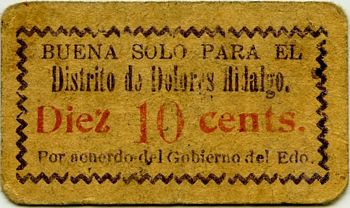 BUENA SOLO PARA EL
Distrito de Dolores Hidalgo.
Diez 10 cents.
Por acuerdo del Gobierno del Edo.